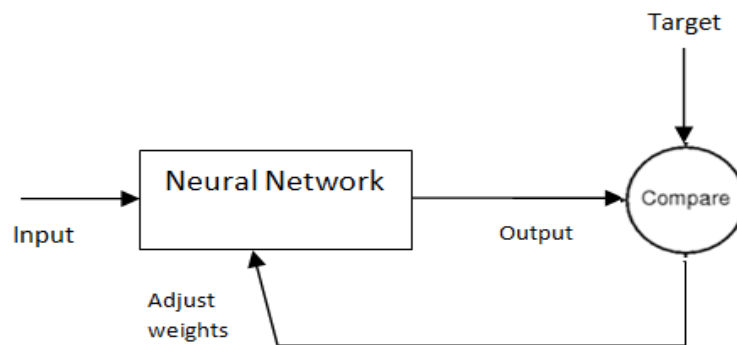 Target
Neural Network
Compare
Input
Output
Adjust
weights